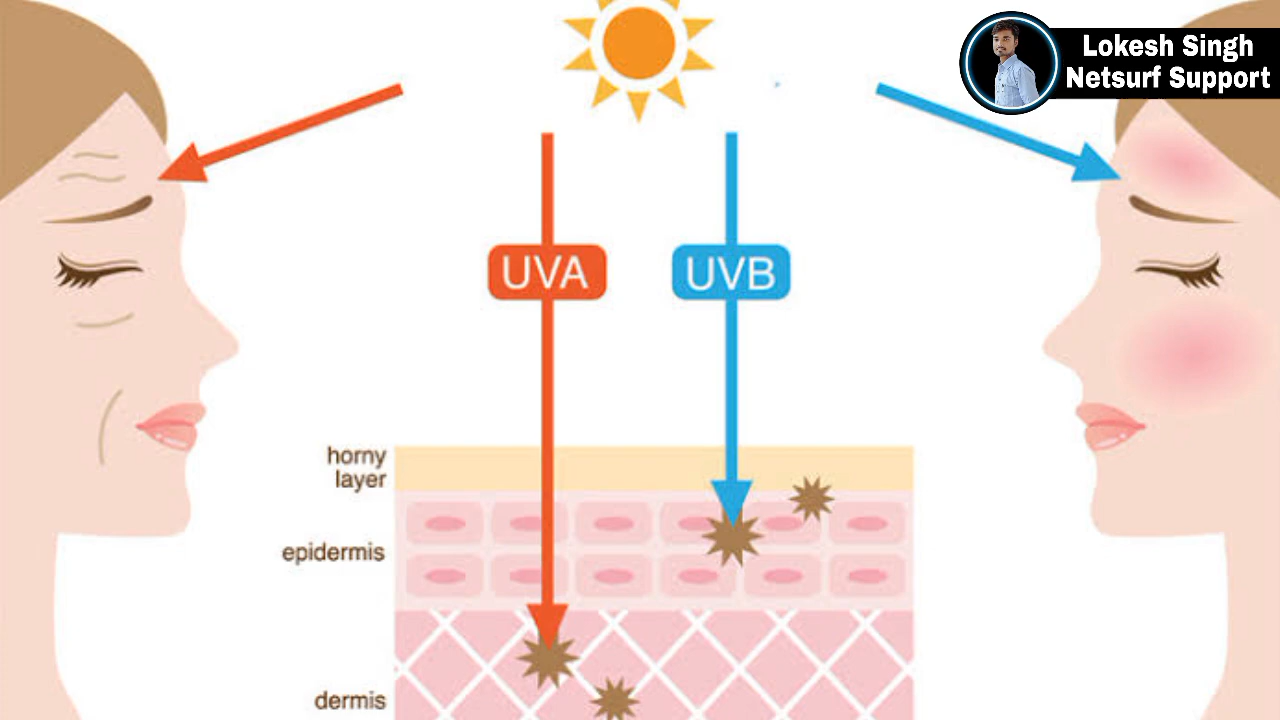 Lokesh Singh
Netsurf Support
UVA
UVB
horny
layer
epidermis
dermis